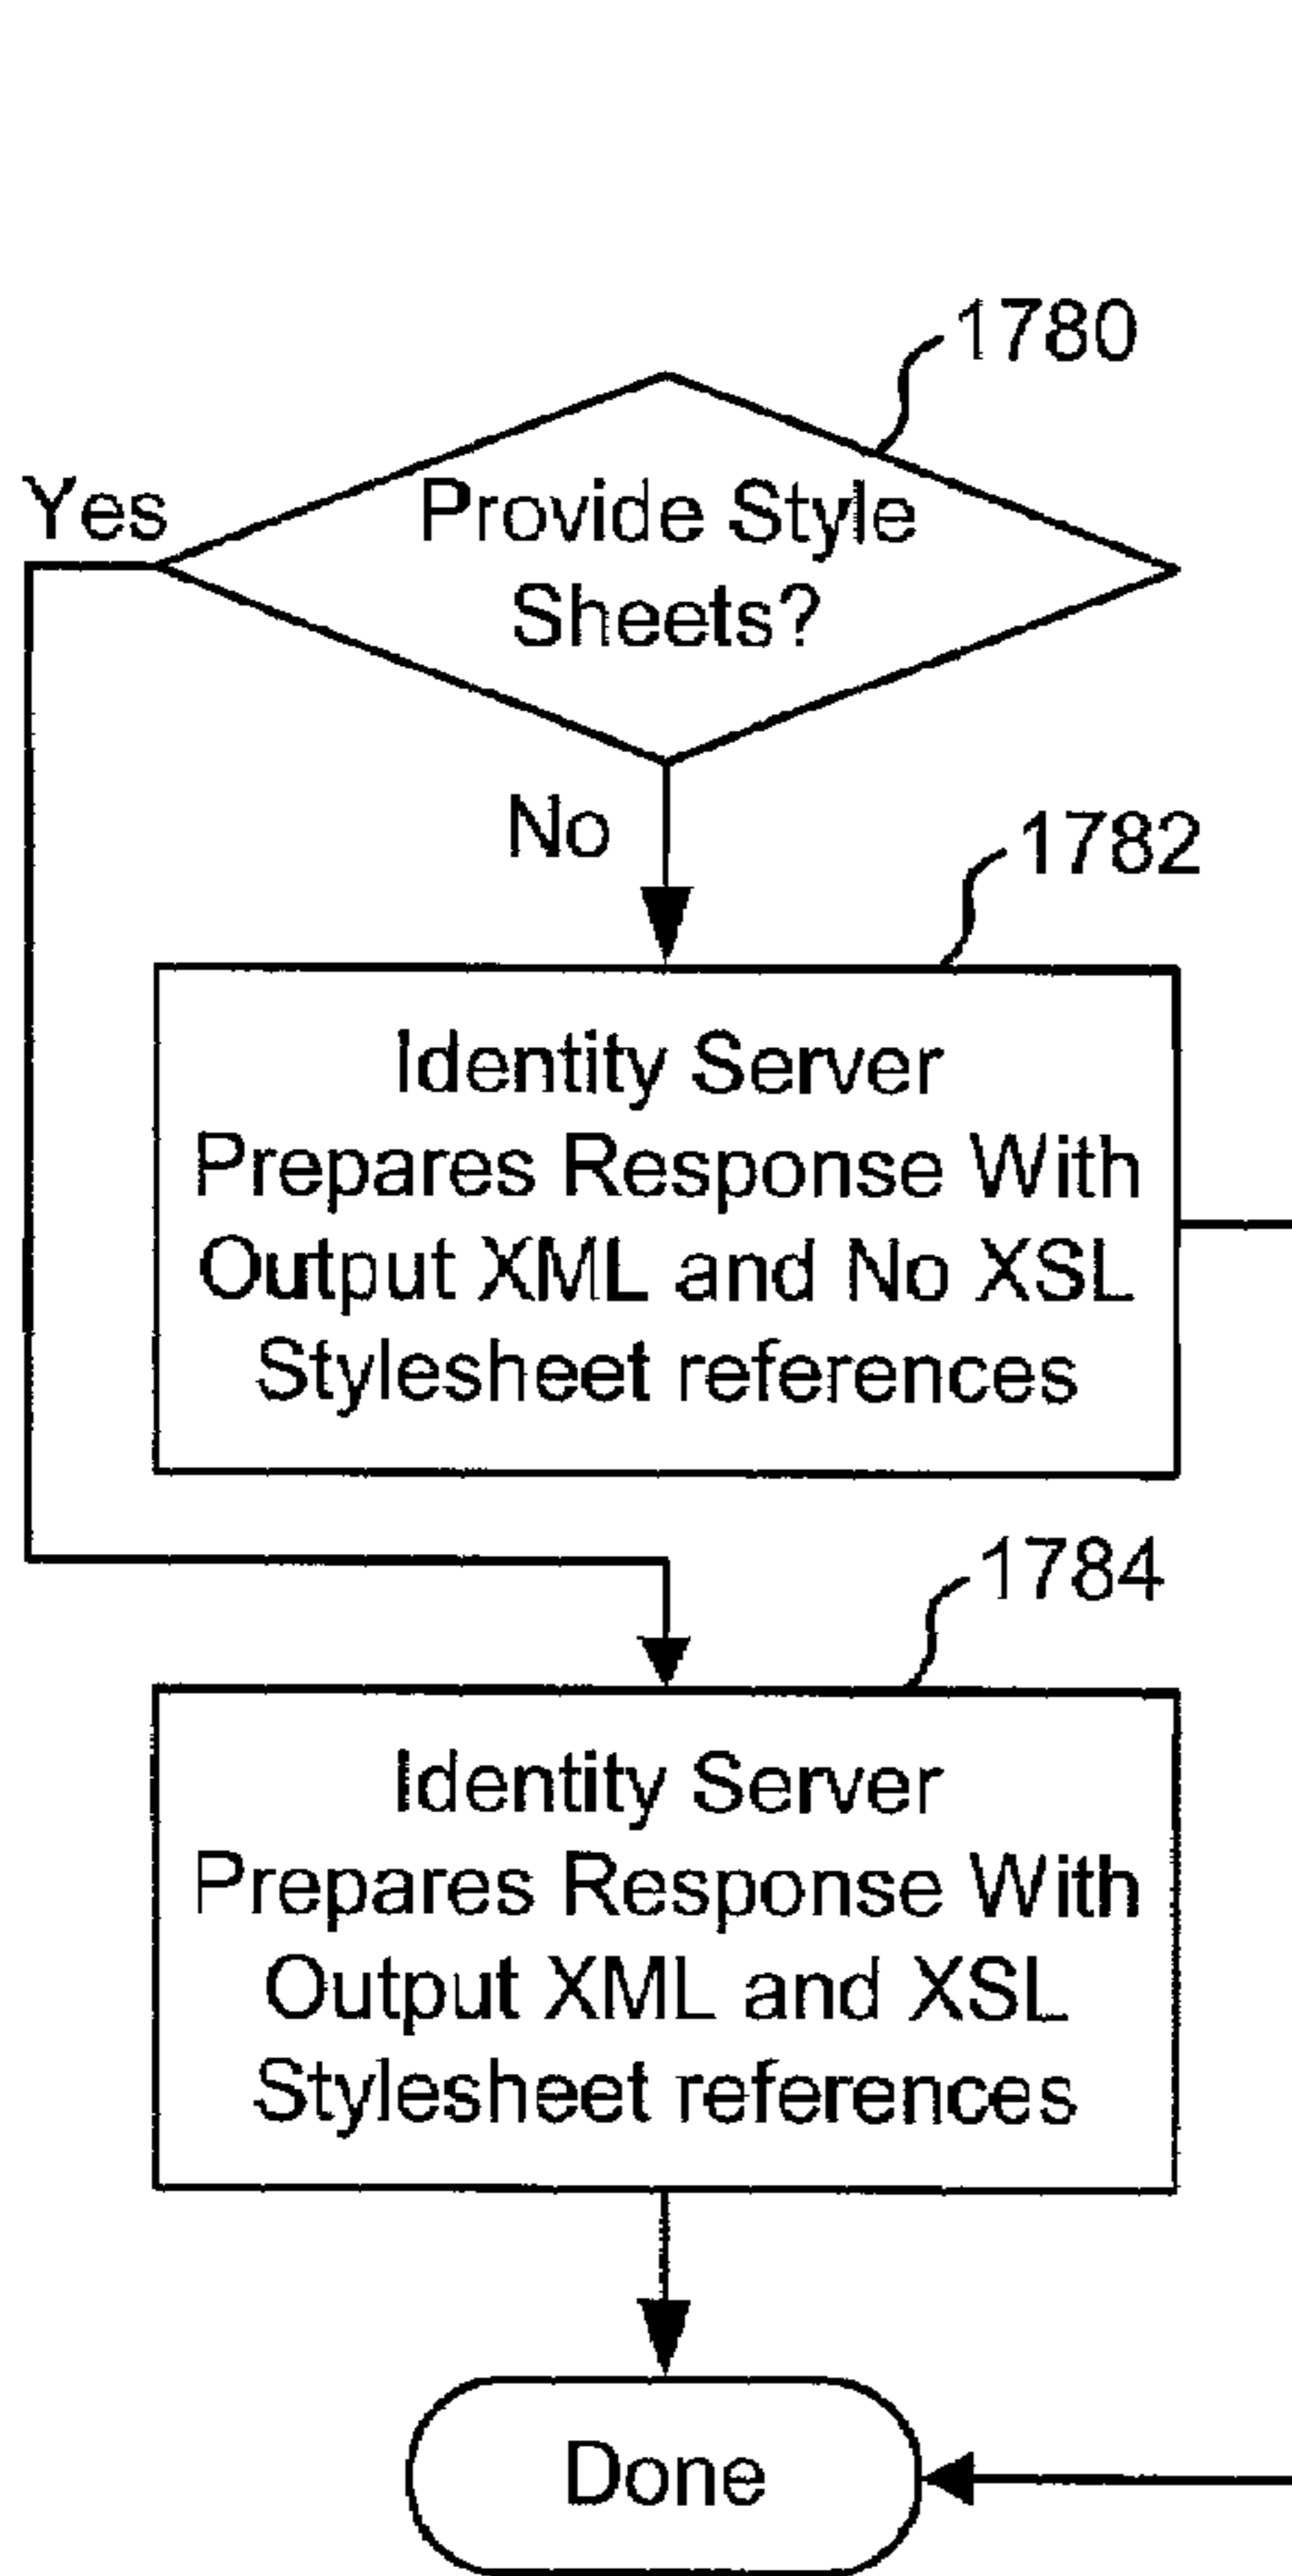 1780
Yes
Provide Style
Sheets?
No
1782
Identity Server
Prepares Response With
Output XML and No XSL
Stylesheet references
1784
Identity Server
Prepares Response With
Output XML and XSL
Stylesheet references
Done